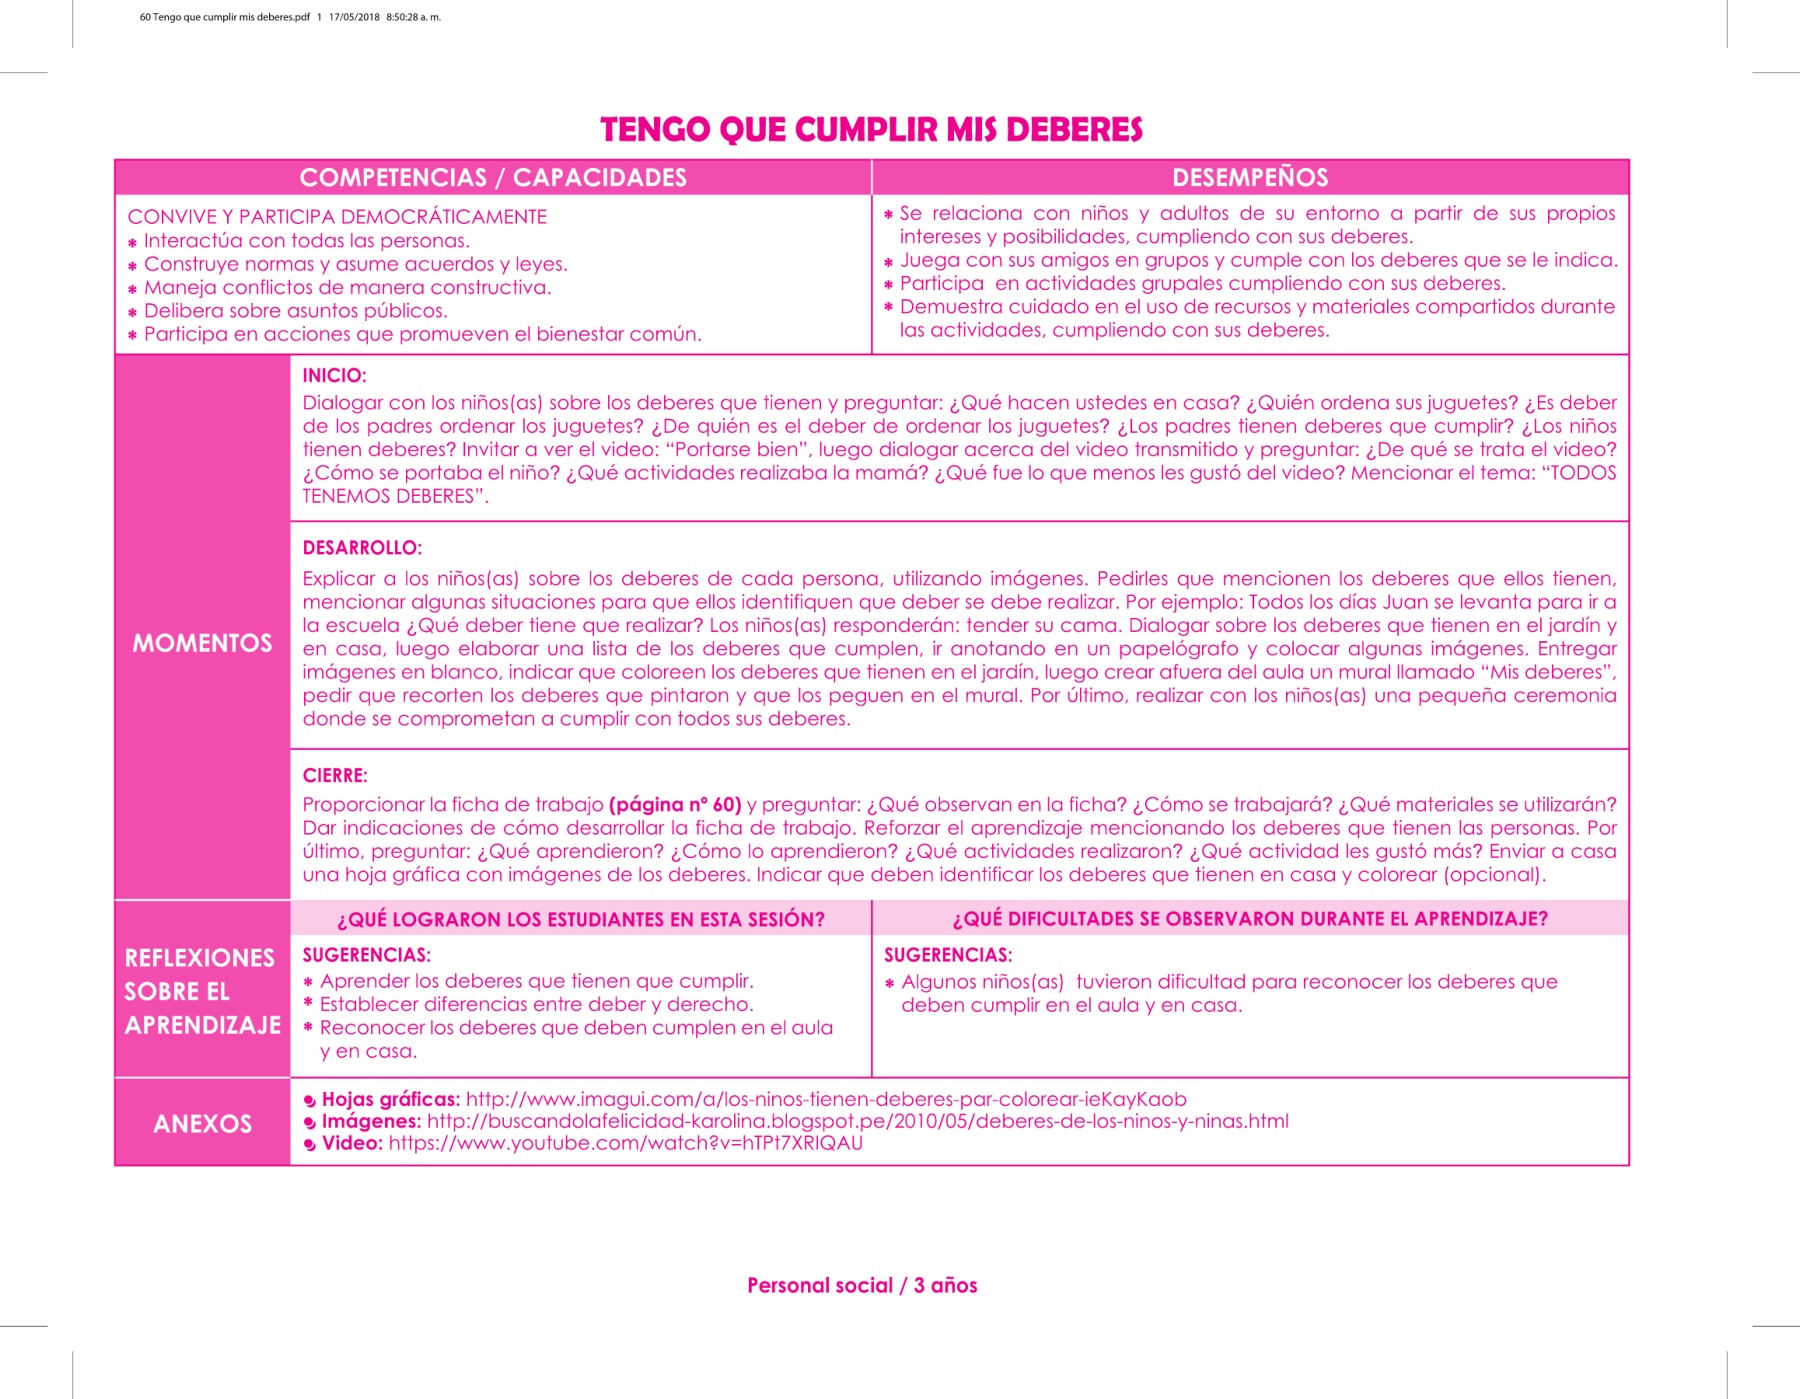 60 Tengo que cumplir mis deberes.pdf 1 17/05/2018 8:50:28 a. m.
TENGO QUE CUMPLIR MIS DEBERES
COMPETENCIAS / CAPACIDADES
CONVIVE Y PARTICIPA DEMOCRÁTICAMENTE
* Interactúa con todas las personas.
* Construye normas y asume acuerdos y leyes.
* Maneja conflictos de manera constructiva.
* Delibera sobre asuntos públicos.
* Participa en acciones que promueven el bienestar común.
DESEMPEÑOS
* Se relaciona con niños y adultos de su entorno a partir de sus propios
intereses y posibilidades, cumpliendo con sus deberes.
* Juega con sus amigos en grupos y cumple con los deberes que se le indica.
* Participa en actividades grupales cumpliendo con sus deberes.
* Demuestra cuidado en el uso de recursos y materiales compartidos durante
las actividades, cumpliendo con sus deberes.
MOMENTOS
INICIO:
Dialogar con los niños(as) sobre los deberes que tienen y preguntar: ¿Qué hacen ustedes en casa? ¿Quién ordena sus juguetes? ¿Es deber
de los padres ordenar los juguetes? ¿De quién es el deber de ordenar los juguetes? ¿Los padres tienen deberes que cumplir? ¿Los niños
tienen deberes? Invitar a ver el video: “Portarse bien”, luego dialogar acerca del video transmitido y preguntar: ¿De qué se trata el video?
¿Cómo se portaba el niño? ¿Qué actividades realizaba la mamá? ¿Qué fue lo que menos les gustó del video? Mencionar el tema: “TODOS
TENEMOS DEBERES”.
DESARROLLO:
Explicar a los niños(as) sobre los deberes de cada persona, utilizando imágenes. Pedirles que mencionen los deberes que ellos tienen,
mencionar algunas situaciones para que ellos identifiquen que deber se debe realizar. Por ejemplo: Todos los días Juan se levanta para ir a
la escuela ¿Qué deber tiene que realizar? Los niños(as) responderán: tender su cama. Dialogar sobre los deberes que tienen en el jardín y
en casa, luego elaborar una lista de los deberes que cumplen, ir anotando en un papelógrafo y colocar algunas imágenes. Entregar
imágenes en blanco, indicar que coloreen los deberes que tienen en el jardín, luego crear afuera del aula un mural llamado “Mis deberes”,
pedir que recorten los deberes que pintaron y que los peguen en el mural. Por último, realizar con los niños(as) una pequeña ceremonia
donde se comprometan a cumplir con todos sus deberes.
CIERRE:
Proporcionar la ficha de trabajo (página nº 60) y preguntar: ¿Qué observan en la ficha? ¿Cómo se trabajará? ¿Qué materiales se utilizarán?
Dar indicaciones de cómo desarrollar la ficha de trabajo. Reforzar el aprendizaje mencionando los deberes que tienen las personas. Por
último, preguntar: ¿Qué aprendieron? ¿Cómo lo aprendieron? ¿Qué actividades realizaron? ¿Qué actividad les gustó más? Enviar a casa
una hoja gráfica con imágenes de los deberes. Indicar que deben identificar los deberes que tienen en casa y colorear (opcional).
REFLEXIONES
SOBRE EL
APRENDIZAJE
¿QUÉ LOGRARON LOS ESTUDIANTES EN ESTA SESIÓN?
SUGERENCIAS:
* Aprender los deberes que tienen que cumplir.
* Establecer diferencias entre deber y derecho.
* Reconocer los deberes que deben cumplen en el aula
y en casa.
¿QUÉ DIFICULTADES SE OBSERVARON DURANTE EL APRENDIZAJE?
SUGERENCIAS:
* Algunos niños(as) tuvieron dificultad para reconocer los deberes que
deben cumplir en el aula y en casa.
ANEXOS
Hojas gráficas: http://www.imagui.com/a/los-ninos-tienen-deberes-par-colorear-ieKayKaob
Imágenes: http://buscandolafelicidad-karolina.blogspot.pe/2010/05/deberes-de-los-ninos-y-ninas.html
Video: https://www.youtube.com/watch?v=hTPt7XRIQAU
Personal social / 3 años